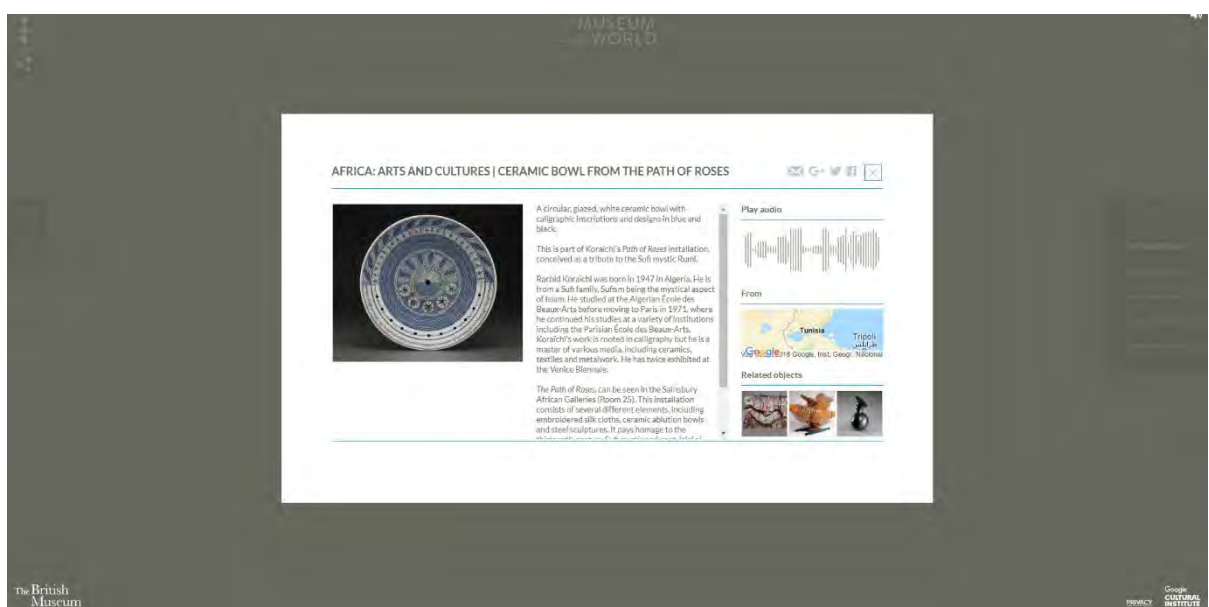 MUSEUM
WORLD
AFRICA: ARTS AND CULTURES | CERAMIC BOWL FROM THE PATH OF ROSES
A circular, glazed, white ceramic bowl with
caligraphic inscriptions and designs in blue and
black.
This is part of Koraïchi's Path of Roses installation,
conceived as a tribute to the Sufi mystic Rumi.
Rachid Koraïchi was born in 1947 in Algeria. He is
from a Sufi family, Sufism being the mystical aspect
of Islam. He studied at the Algerian École des
Beaux-Arts before moving to Paris in 1971, where
he continued his studies at a variety of institutions
including the Parisian École des Beaux-Arts.
Koraïchi's work is rooted in calligraphy but he is a
master of various media, including ceramics,
textiles and metalwork. He has twice exhibited at
the Venice Biennale.
The Path of Roses, can be seen in the Sainsbury
African Galleries (Room 25). This installation
consists of several different elements, including
embroidered silk cloths, ceramic ablution bowls
and steel sculptures. It pays homage to the
Play audio
From
Tunisia
Tripoli
طرابلس
Google
Google, Inst. Geogr. Nacional
Related objects
The British
Museum
PRIVACY
Google
CULTURAL
INSTITUTE